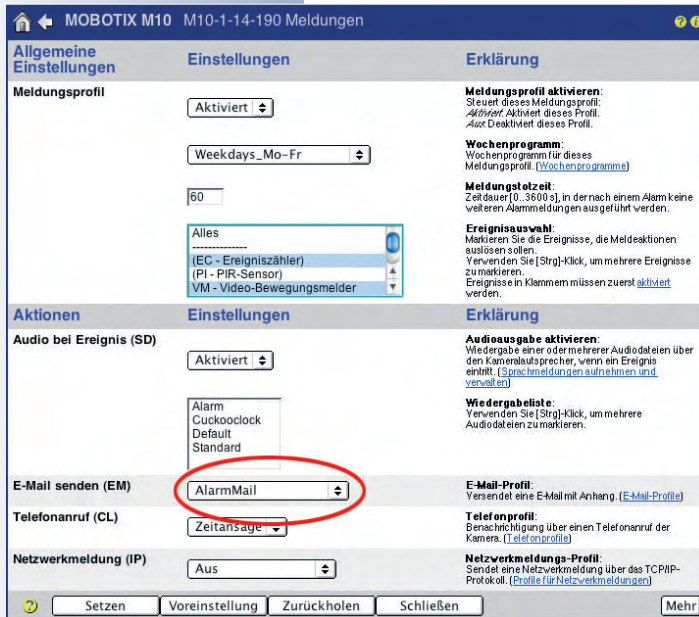 MOBOTIX M10 M10-1-14-190 Meldungen
Allgemeine Einstellungen
Einstellungen
Erklärung
Meldungsprofil
Aktiviert
Meldungsprofil aktivieren:
Steuert dieses Meldungsprofil:
Aktiviert: Aktiviert dieses Profil.
Aus: Deaktiviert dieses Profil.
Weekdays_Mo-Fr
Wochenprogramm:
Wochenprogramm für dieses
Meldungsprofil. (Wochenprogramme)
60
Meldungstotzeit:
Zeitdauer [0..3600 s], in der nach einem Alarm keine
weiteren Alarmmeldungen ausgeführt werden.
Alles
--------------
(EC - Ereigniszähler)
(PI - PIR-Sensor)
VM - Video-Bewegungsmelder
Ereignisauswahl:
Markieren Sie die Ereignisse, die Meldeaktionen
auslösen sollen.
Verwenden Sie [Strg]-Klick, um mehrere Ereignisse
zu markieren.
Ereignisse in Klammern müssen zuerst aktiviert
werden.
Aktionen
Einstellungen
Erklärung
Audio bei Ereignis (SD)
Aktiviert
Audioausgabe aktivieren:
Wiedergabe einer oder mehrerer Audiodateien über
den Kameralautsprecher, wenn ein Ereignis
eintritt. (Sprachmeldungen aufnehmen und
verwalten)
Alarm
Cuckooclock
Default
Standard
Wiedergabeliste:
Verwenden Sie [Strg]-Klick, um mehrere
Audiodateien zu markieren.
E-Mail senden (EM)
AlarmMail
E-Mail-Profil:
Versendet eine E-Mail mit Anhang. (E-Mail-Profile)
Telefonanruf (CL)
Zeitansage
Telefonprofil:
Benachrichtigung über einen Telefonanruf der
Kamera. (Telefonprofile)
Netzwerkmeldung (IP)
Aus
Netzwerkmeldungs-Profil:
Sendet eine Netzwerkmeldung über das TCP/IP-
Protokoll. (Profile für Netzwerkmeldungen)
Setzen
Voreinstellung
Zurückholen
Schließen
Mehr